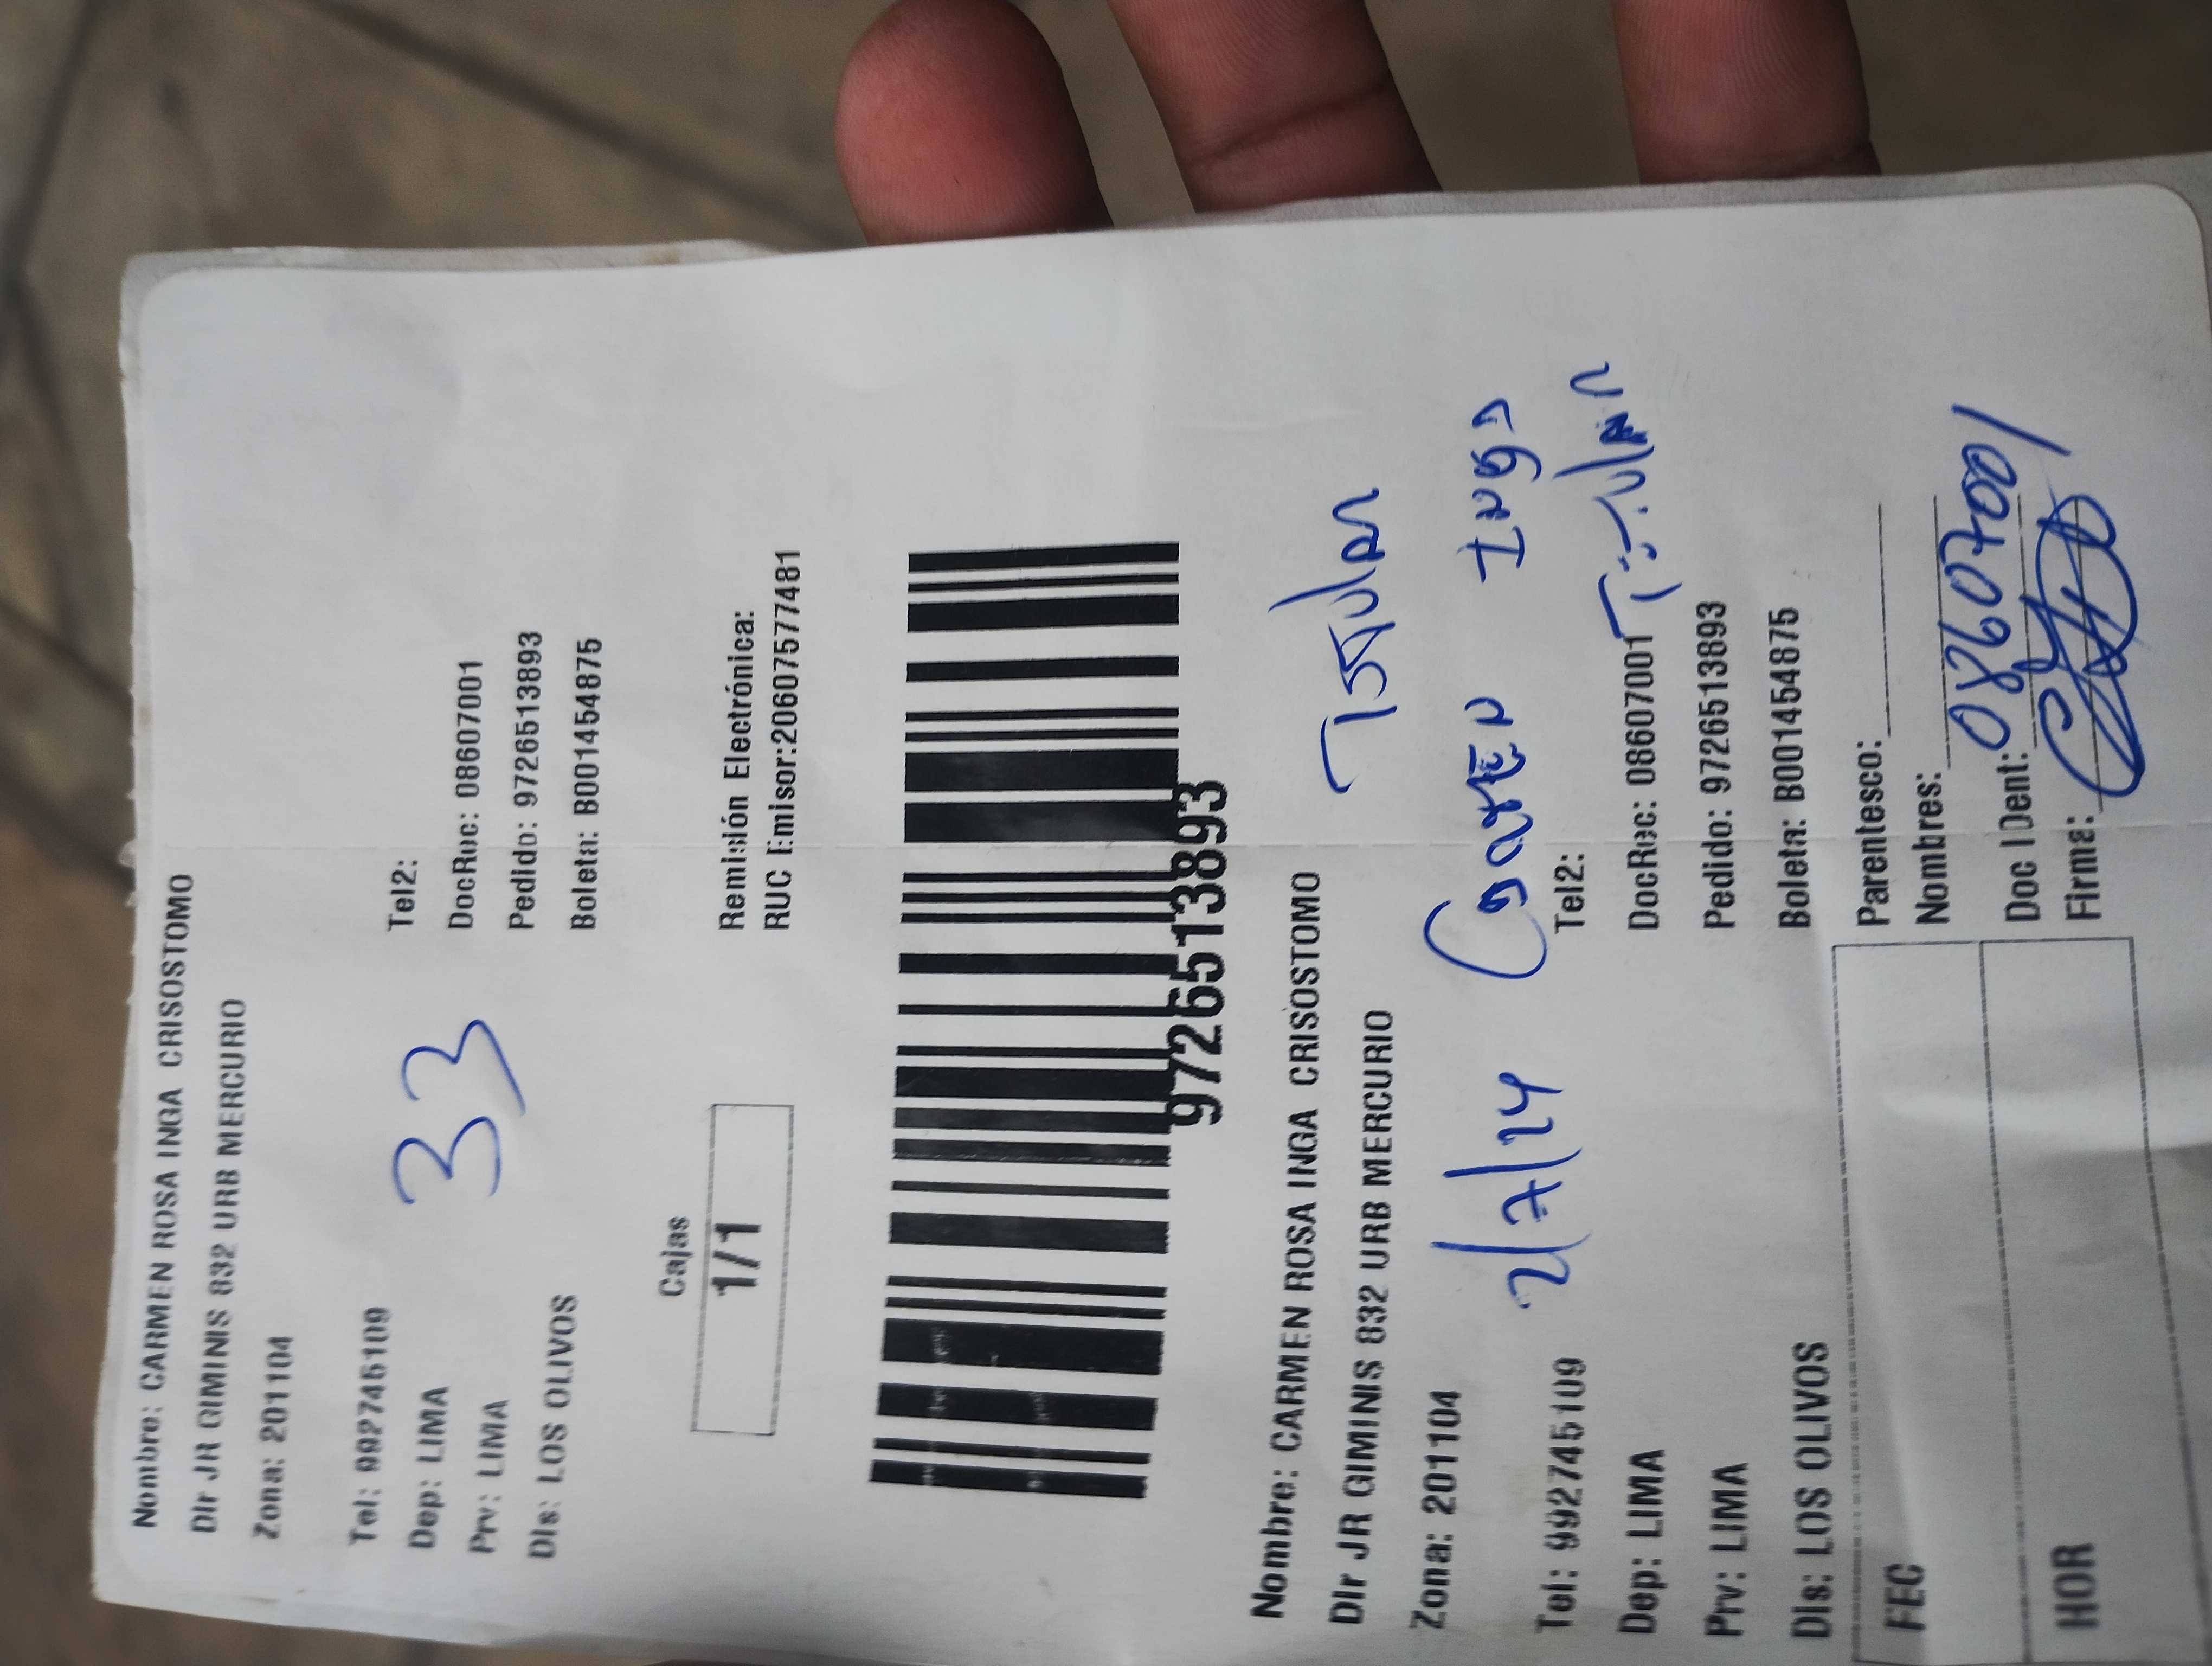 Nombre: CARMEN ROSA INGA CRISOSTOMO
DIr JR GIMINIS 832 URB MERCURIO
Zona: 201104
Tel: 992745109 Tel2:
Dep: LIMA DocRuc: 08607001
Prv: LIMA Pedido: 9726513893
DIs: LOS OLIVOS Boleta: B001454875
33
Cajas
1/1
Remisión Electrónica:
RUC Emisor:20607577481
9726513893
Nombre: CARMEN ROSA INGA CRISOSTOMO
Titular
DIr JR GIMINIS 832 URB MERCURIO
Zona: 201104
2/7/24 Carmen Inga
Tel: 992745109 Tel2:
Titular
Dep: LIMA DocRuc: 08607001
Prv: LIMA Pedido: 9726513893
DIs: LOS OLIVOS Boleta: B001454875
FEC
Parentesco:
Nombres:
HOR
Doc IDent: 08607001
Firma: